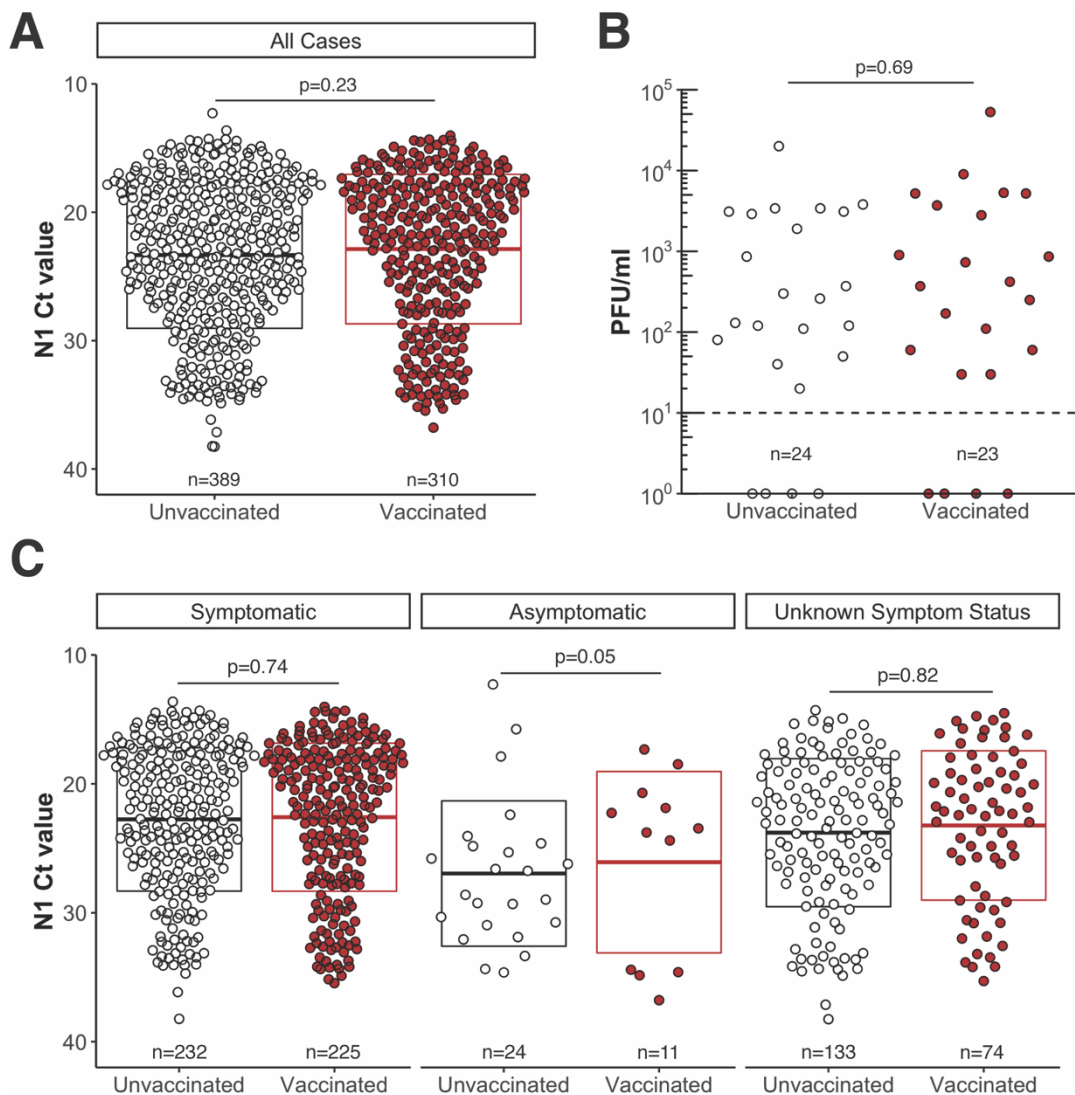 A
All Cases
p=0.23
N1 Ct value
10
20
30
40
n=389 n=310
Unvaccinated Vaccinated
B
p=0.69
PFU/ml
10^5
10^4
10^3
10^2
10^1
10^0
n=24 n=23
Unvaccinated Vaccinated
C
Symptomatic Asymptomatic Unknown Symptom Status
p=0.74 p=0.05 p=0.82
N1 Ct value
10
20
30
40
n=232 n=225 n=24 n=11 n=133 n=74
Unvaccinated Vaccinated Unvaccinated Vaccinated Unvaccinated Vaccinated